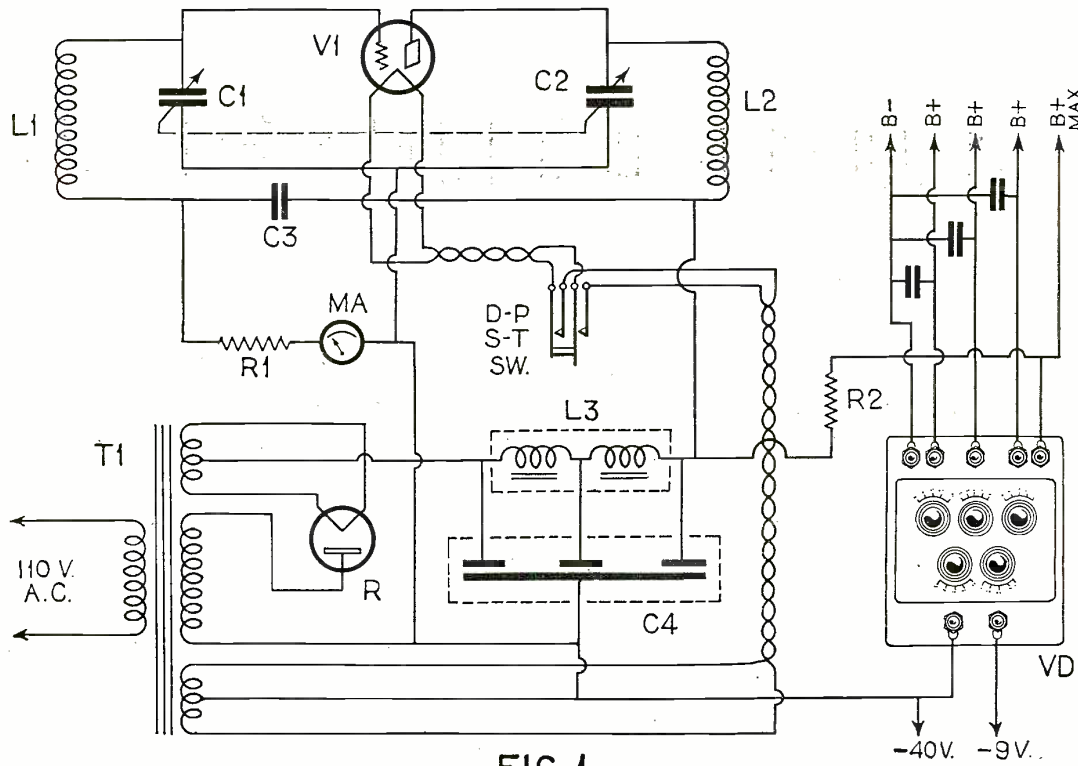 V1
C1
C2
L1
L2
C3
B-
B+
B+
B+
B+ MAX
MA
R1
D-P
S-T
SW.
R2
L3
T1
110 V.
A.C.
R
C4
VD
-40V.
-9V.
FIG. 1